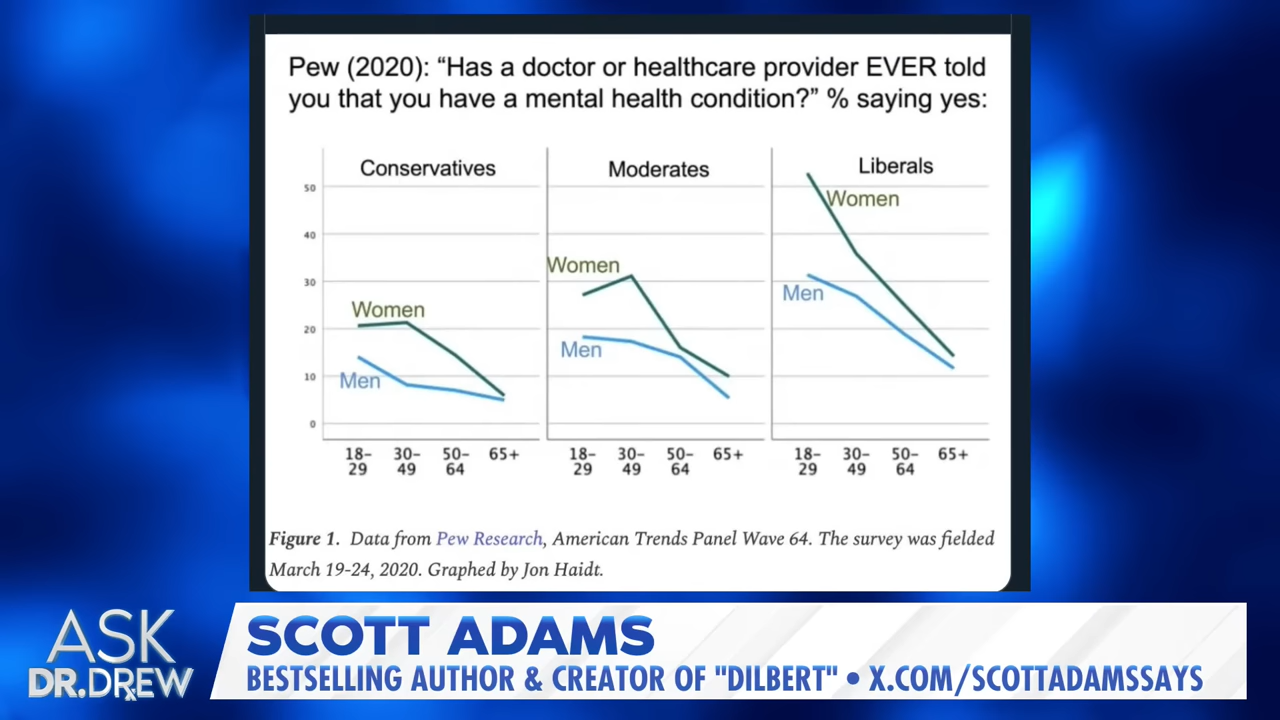 Pew (2020): “Has a doctor or healthcare provider EVER told
you that you have a mental health condition?” % saying yes:
Conservatives
Moderates
Liberals
50
40
30
20
10
0
Women
Men
Women
Men
Women
Men
18-
29
30-
49
50-
64
65+
18-
29
30-
49
50-
64
65+
18-
29
30-
49
50-
64
65+
Figure 1. Data from Pew Research, American Trends Panel Wave 64. The survey was fielded
March 19-24, 2020. Graphed by Jon Haidt.
ASK
DR.DREW
SCOTT ADAMS
BESTSELLING AUTHOR & CREATOR OF "DILBERT" • X.COM/SCOTTADAMSSAYS